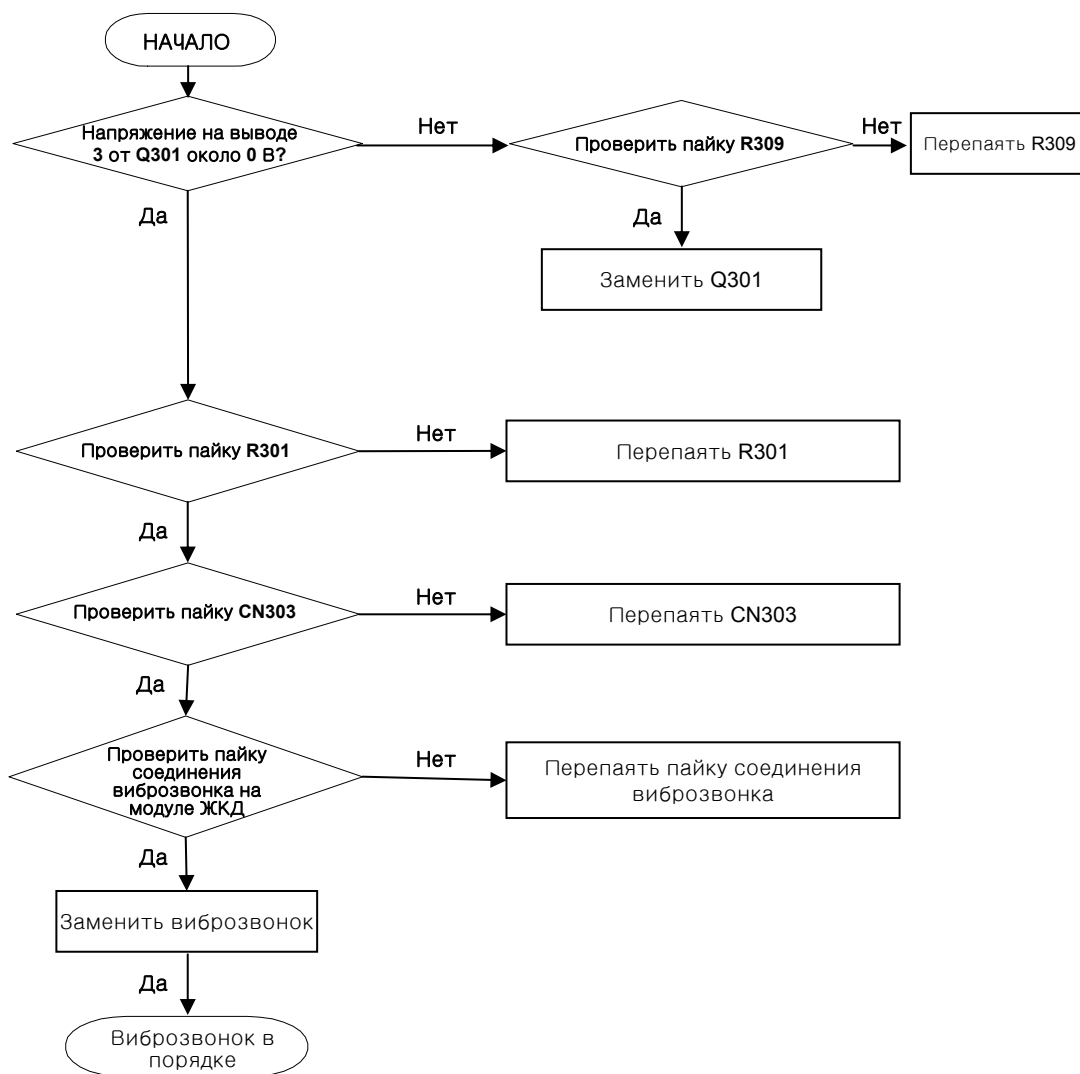 НАЧАЛО
Напряжение на выводе
3 от Q301 около 0 В?
Нет
Проверить пайку R309
Нет
Перепаять R309
Да
Да
Заменить Q301
Проверить пайку R301
Нет
Перепаять R301
Да
Проверить пайку CN303
Нет
Перепаять CN303
Да
Проверить пайку
соединения
виброзвонка на
модуле ЖКД
Нет
Перепаять пайку соединения
виброзвонка
Да
Заменить виброзвонок
Да
Виброзвонок в
порядке